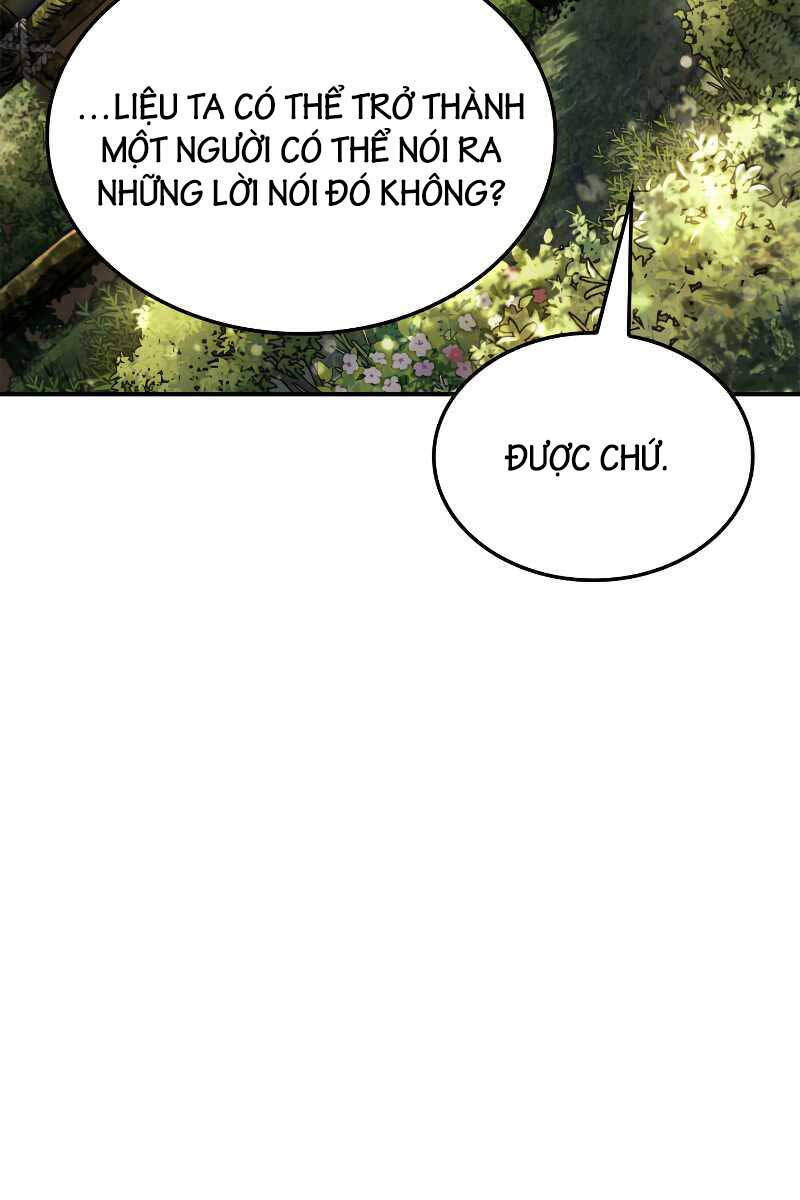 ...LIỆU TA CÓ THỂ TRỞ THÀNH
MỘT NGƯỜI CÓ THỂ NÓI RA
NHỮNG LỜI NÓI ĐÓ KHÔNG?
ĐƯỢC CHỨ.